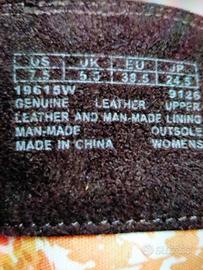 US UK EU JP
7.5 5.5 38.5 24.5
19615W 9126
GENUINE LEATHER UPPER
LEATHER AND MAN-MADE LINING
MAN-MADE OUTSOLE
MADE IN CHINA WOMENS